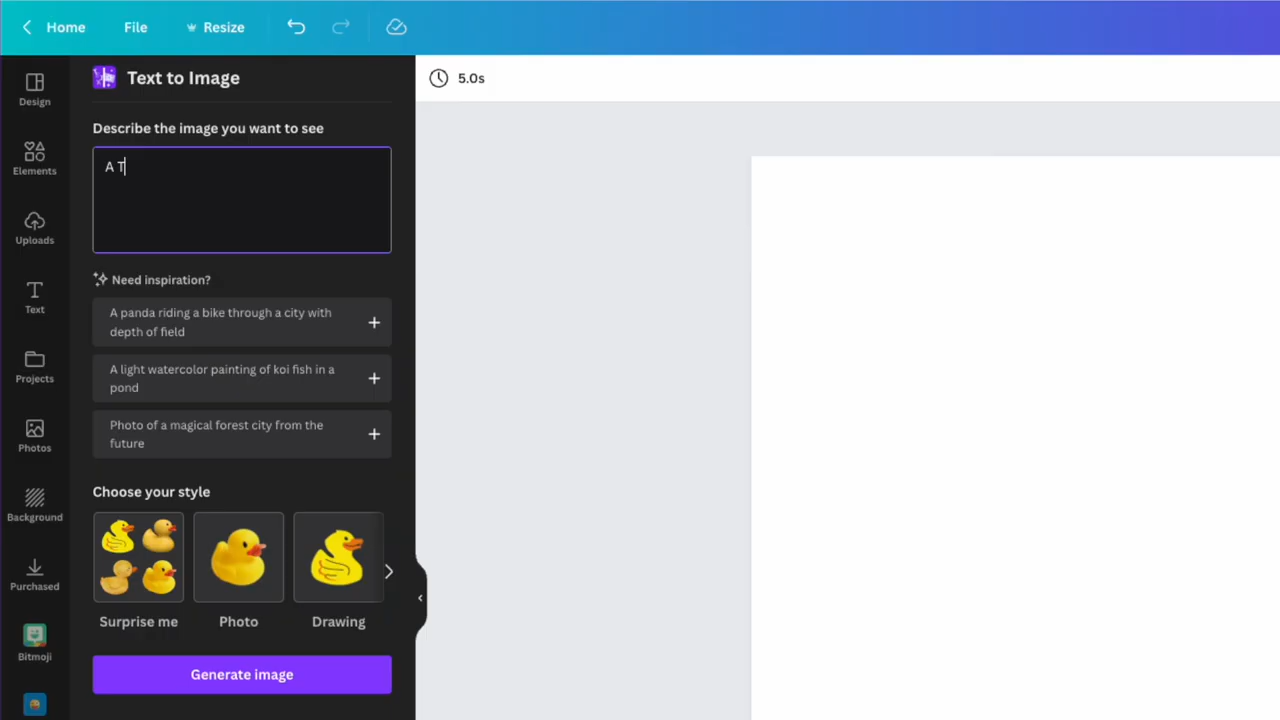 Home File Resize
Design
Elements
Uploads
Text
Projects
Photos
Background
Purchased
Bitmoji
Text to Image
Describe the image you want to see
A T
Need inspiration?
A panda riding a bike through a city with
depth of field
A light watercolor painting of koi fish in a
pond
Photo of a magical forest city from the
future
Choose your style
Surprise me Photo Drawing
Generate image
5.0s